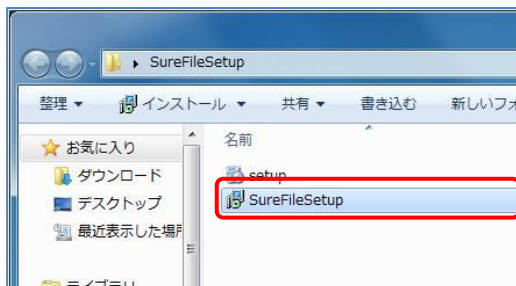 SureFileSetup
整理 インストール 共有 書き込む 新しいフォ
お気に入り
ダウンロード
デスクトップ
最近表示した場所
ライブラリ
名前
setup
SureFileSetup